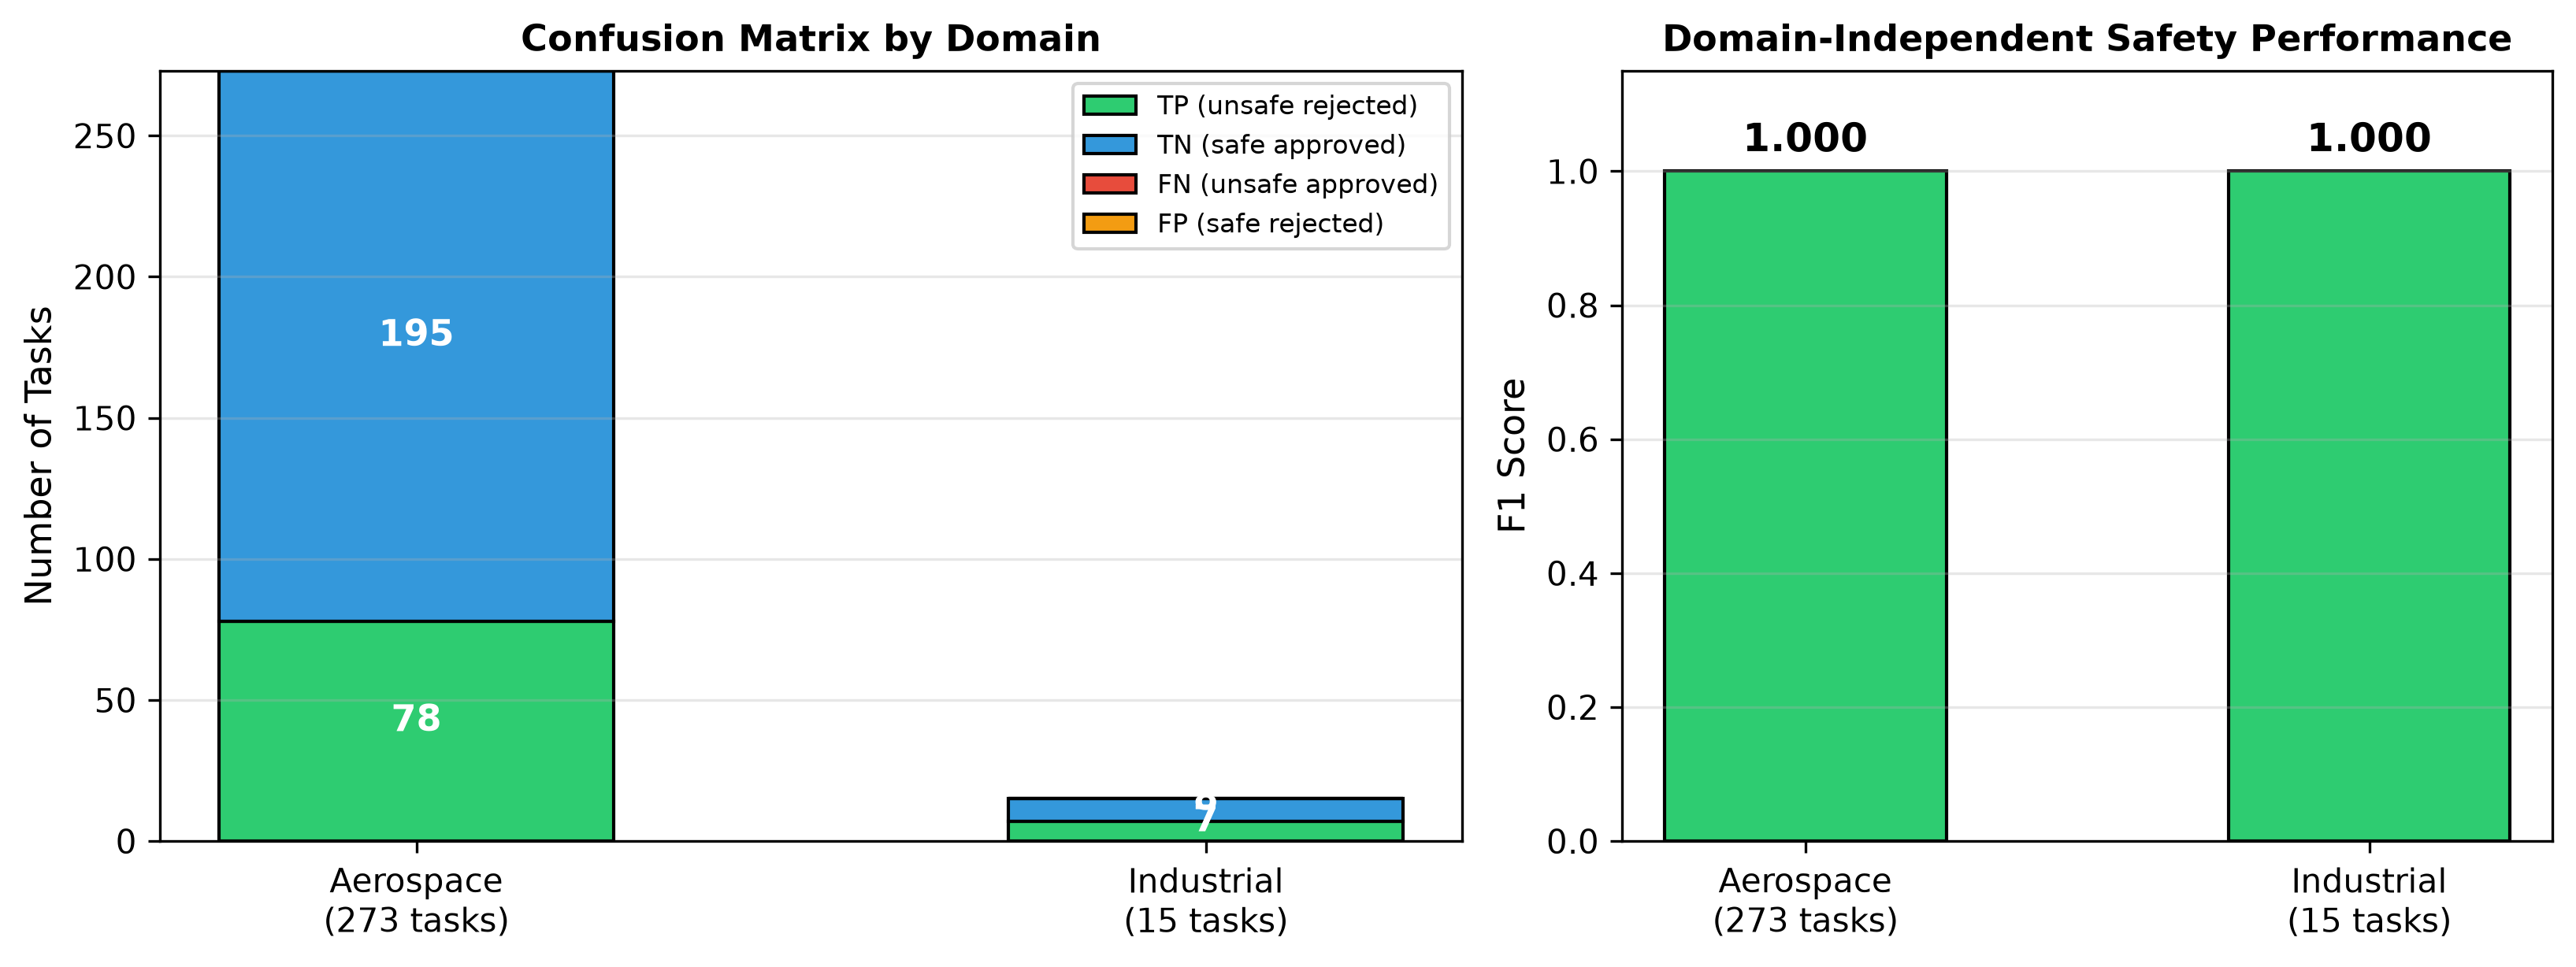 Confusion Matrix by Domain
Number of Tasks
250
200
150
100
50
0
195
78
7
TP (unsafe rejected)
TN (safe approved)
FN (unsafe approved)
FP (safe rejected)
Aerospace
(273 tasks)
Industrial
(15 tasks)
Domain-Independent Safety Performance
F1 Score
1.0
0.8
0.6
0.4
0.2
0.0
1.000
1.000
Aerospace
(273 tasks)
Industrial
(15 tasks)